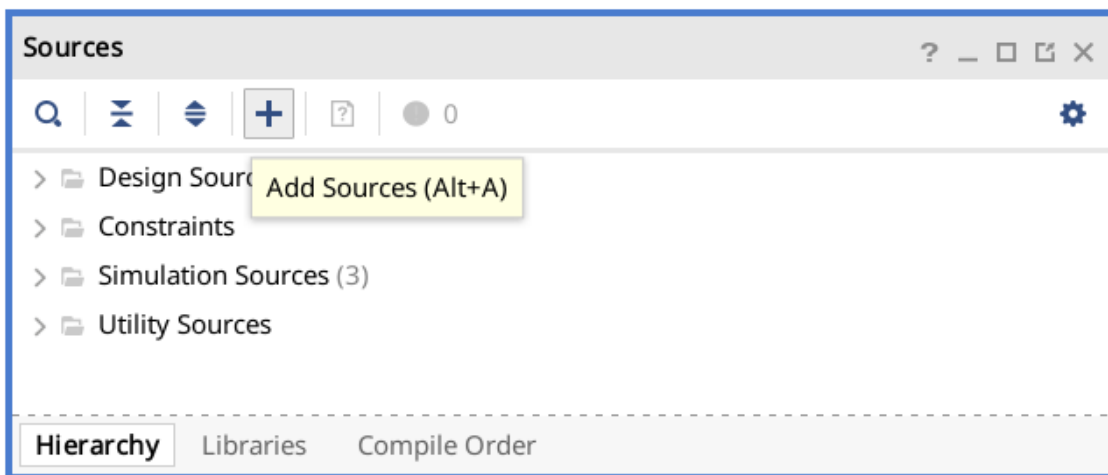 Sources
0
Design Sourc
Add Sources (Alt+A)
Constraints
Simulation Sources (3)
Utility Sources
Hierarchy Libraries Compile Order